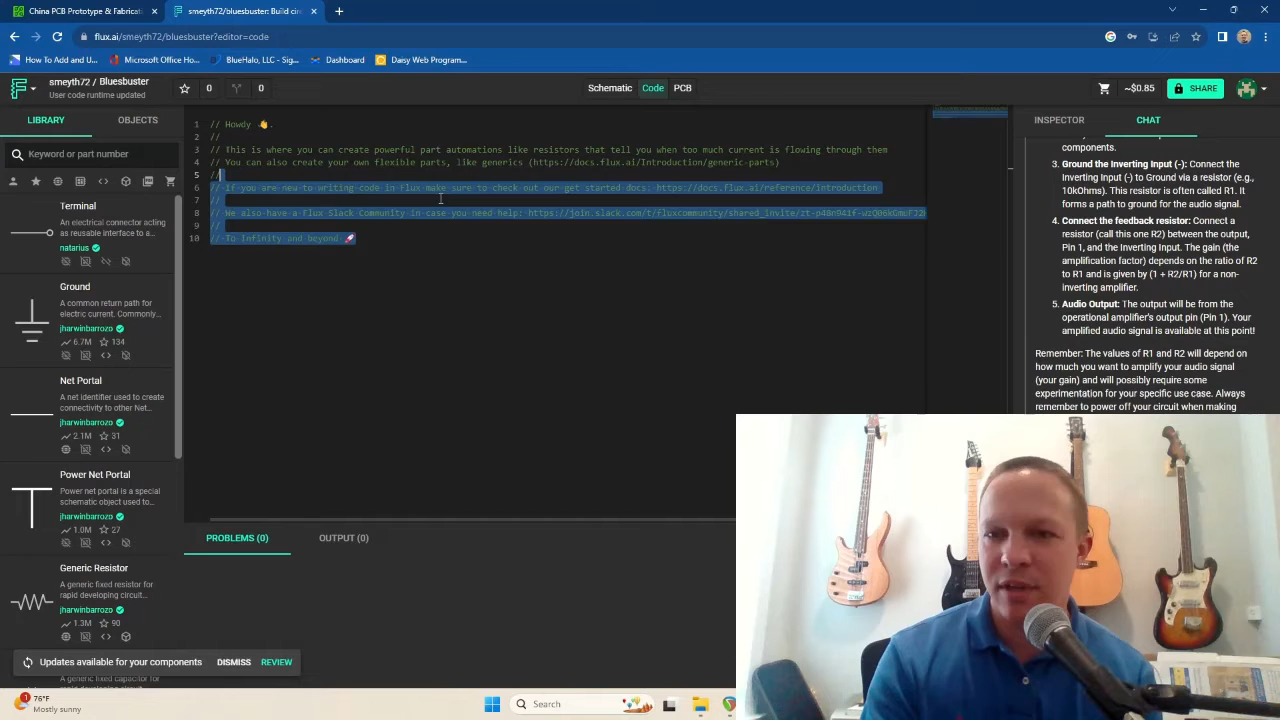 China PCB Prototype & Fabricat
smeyth72/bluesbuster: Build cir
flux.ai/smeyth72/bluesbuster?editor=code
How To Add and U...
Microsoft Office Ho...
BlueHalo, LLC - Sig...
Dashboard
Daisy Web Program...
smeyth72 / Bluesbuster
User code runtime updated
0
0
Schematic
Code
PCB
~$0.85
SHARE
LIBRARY
OBJECTS
INSPECTOR
CHAT
Keyword or part number
1 // Howdy 👋.
2 //
3 // This is where you can create powerful part automations like resistors that tell you when too much current is flowing through them
4 // You can also create your own flexible parts, like generics (https://docs.flux.ai/Introduction/generic-parts)
5 //
6 // If you are new to writing code in Flux make sure to check out our get started docs: https://docs.flux.ai/reference/introduction
7 //
8 // We also have a Flux Slack Community in case you need help:
9 //
10 // To infinity and beyond 🚀
Terminal
An electrical connector acting
as reusable interface to a...
natarius
Ground
A common return path for
electric current. Commonly...
jharwinbarrozo
6.7M 134
Net Portal
A net identifier used to create
connectivity to other Net...
jharwinbarrozo
2.1M 31
Power Net Portal
Power net portal is a special
schematic object used to...
jharwinbarrozo
1.0M 27
Generic Resistor
A generic fixed resistor for
rapid developing circuit...
jharwinbarrozo
1.3M 90
A generic fixed capacitor for
Updates available for your components
DISMISS
REVIEW
PROBLEMS (0)
OUTPUT (0)
components.
3. Ground the Inverting Input (-): Connect the
Inverting Input (-) to Ground via a resistor (e.g.,
10kOhms). This resistor is often called R1. It
forms a path to ground for the signal.
4. Connect the feedback resistor: Connect a
resistor (call this one R2) between the output,
Pin 1, and the Inverting Input. The gain (the
amplification factor) depends on the ratio of R2
to R1 and is given by (1 + R2/R1) for a non-
inverting amplifier.
5. Audio Output: The output will be from the
operational amplifier's output pin (Pin 1). Your
amplified audio signal is available at this point!
Remember: The values of R1 and R2 will depend on
how much you want to amplify your audio signal
(your gain) and will possibly require some
experimentation for your specific use case. Always
remember to power off your circuit when making
1
76°F
Mostly sunny
Search